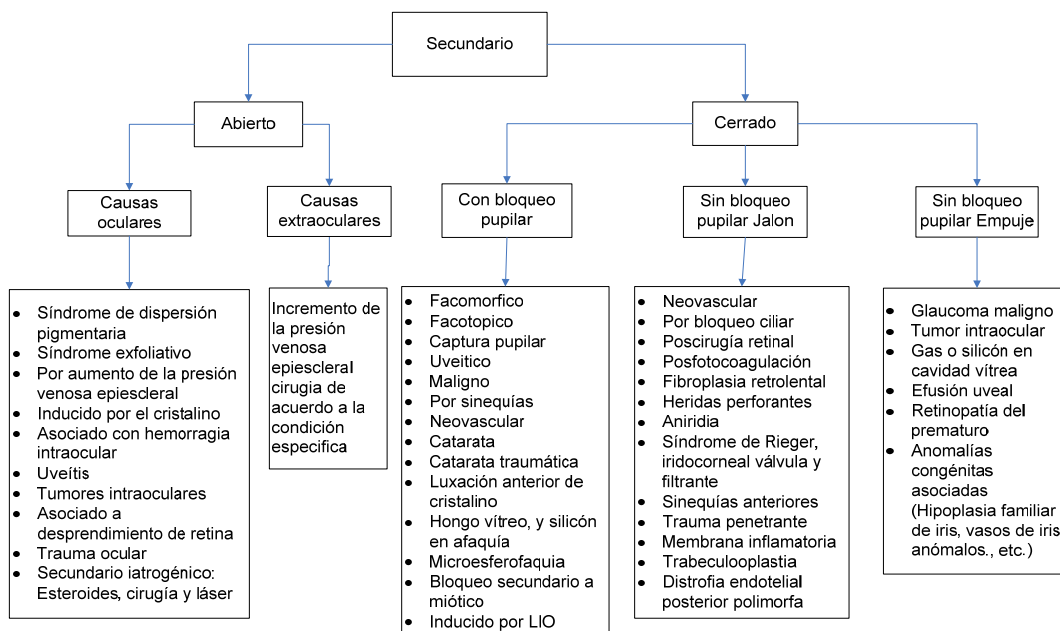 Secundario
Abierto
Cerrado
Causas
oculares
Causas
extraoculares
Con bloqueo
pupilar
Sin bloqueo
pupilar Jalon
Sin bloqueo
pupilar Empuje
• Síndrome de dispersión
pigmentaria
• Síndrome exfoliativo
• Por aumento de la presión
venosa epiescleral
• Inducido por el cristalino
• Asociado con hemorragia
intraocular
• Uveítis
• Tumores intraoculares
• Asociado a
desprendimiento de retina
• Trauma ocular
• Secundario iatrogénico:
Esteroides, cirugía y láser
Incremento de
la presión
venosa
epiescleral
cirugia de
acuerdo a la
condición
especifica
• Facomorfico
• Facotopico
• Captura pupilar
• Uveitico
• Maligno
• Por sinequías
• Neovascular
• Catarata
• Catarata traumática
• Luxación anterior de
cristalino
• Hongo vítreo, y silicón
en afaquía
• Microesferofaquia
• Bloqueo secundario a
miótico
• Inducido por LIO
• Neovascular
• Por bloqueo ciliar
• Poscirugía retinal
• Posfotocoagulación
• Fibroplasia retrolental
• Heridas perforantes
• Aniridia
• Síndrome de Rieger,
iridocorneal válvula y
filtrante
• Sinequías anteriores
• Trauma penetrante
• Membrana inflamatoria
• Trabeculooplastia
• Distrofia endotelial
posterior polimorfa
• Glaucoma maligno
• Tumor intraocular
• Gas o silicón en
cavidad vítrea
• Efusión uveal
• Retinopatía del
prematuro
• Anomalías
congénitas
asociadas
(Hipoplasia familiar
de iris, vasos de iris
anómalos., etc.)